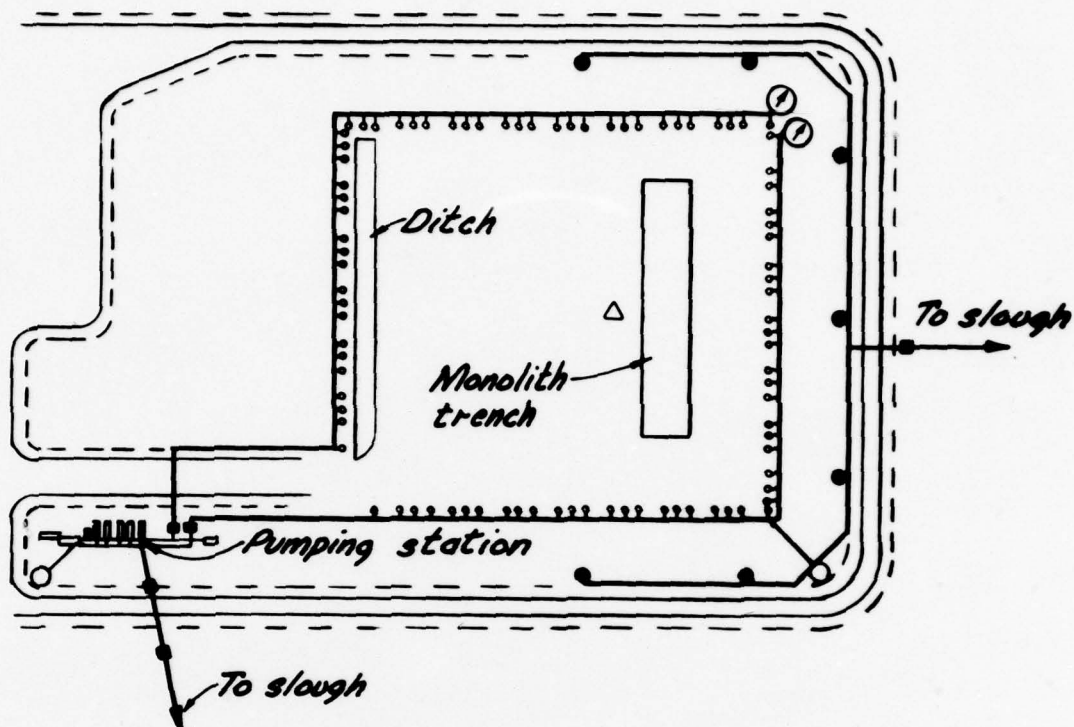 Ditch
To slough
Monolith
trench
Pumping station
To slough